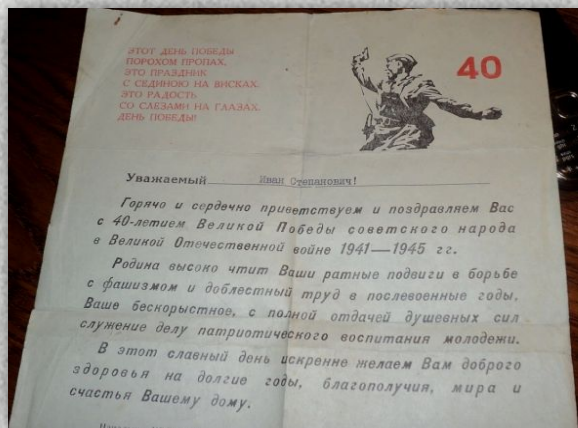 ЭТОТ ДЕНЬ ПОБЕДЫ
ПОРОХОМ ПРОПАХ,
ЭТО ПРАЗДНИК
С СЕДИНОЮ НА ВИСКАХ.
ЭТО РАДОСТЬ
СО СЛЕЗАМИ НА ГЛАЗАХ.
ДЕНЬ ПОБЕДЫ!
40
Уважаемый Иван Степанович!
Горячо и сердечно приветствуем и поздравляем Вас
с 40-летием Великой Победы советского народа
в Великой Отечественной войне 1941—1945 гг.
Родина высоко чтит Ваши ратные подвиги в борьбе
с фашизмом и доблестный труд в послевоенные годы,
Ваше бескорыстное, с полной отдачей душевных сил
служение делу патриотического воспитания молодежи.
В этот славный день искренне желаем Вам доброго
здоровья на долгие годы, благополучия, мира и
счастья Вашему дому.